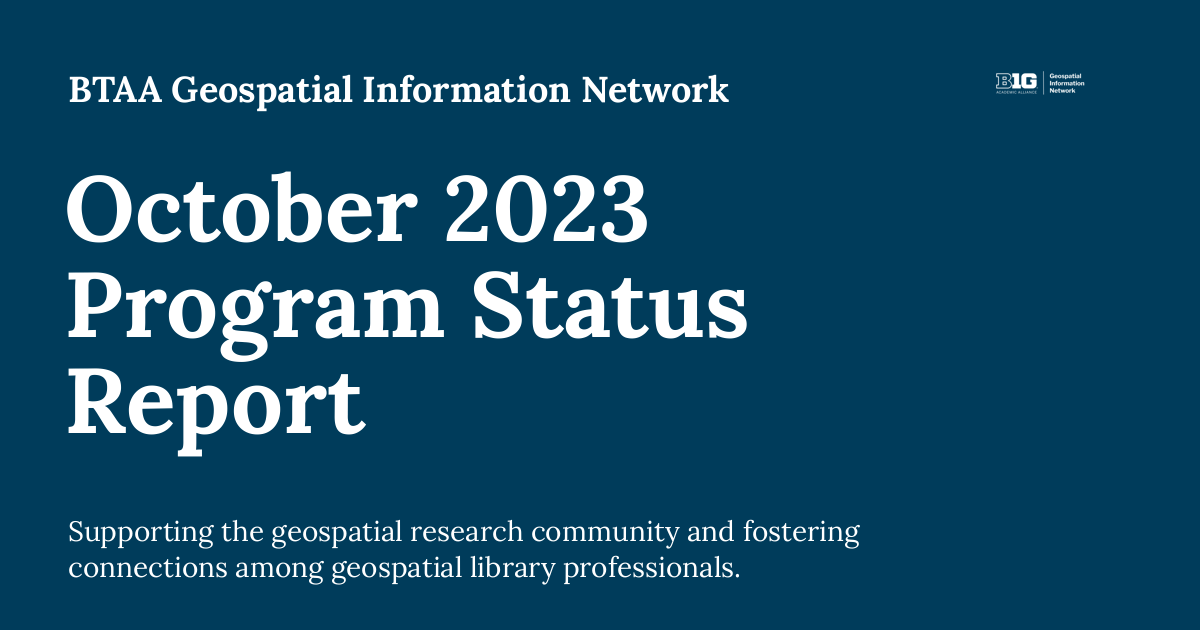 BTAA Geospatial Information Network
B1G
ACADEMIC ALLIANCE
Geospatial
Information
Network
October 2023
Program Status
Report
Supporting the geospatial research community and fostering
connections among geospatial library professionals.